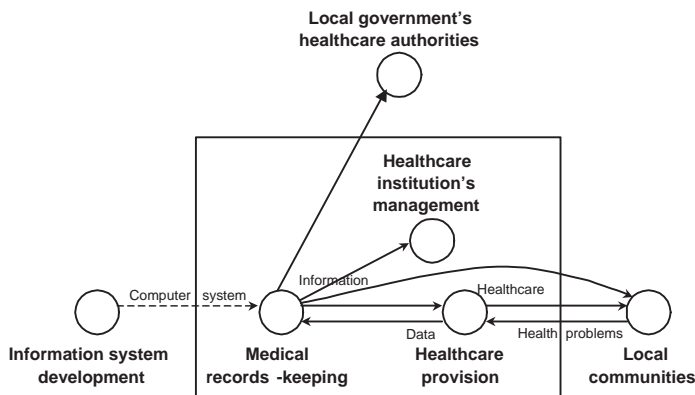 Local government's
healthcare authorities
Healthcare
institution's
management
Information
Computer system
Healthcare
Data
Health problems
Information system
development
Medical
records -keeping
Healthcare
provision
Local
communities